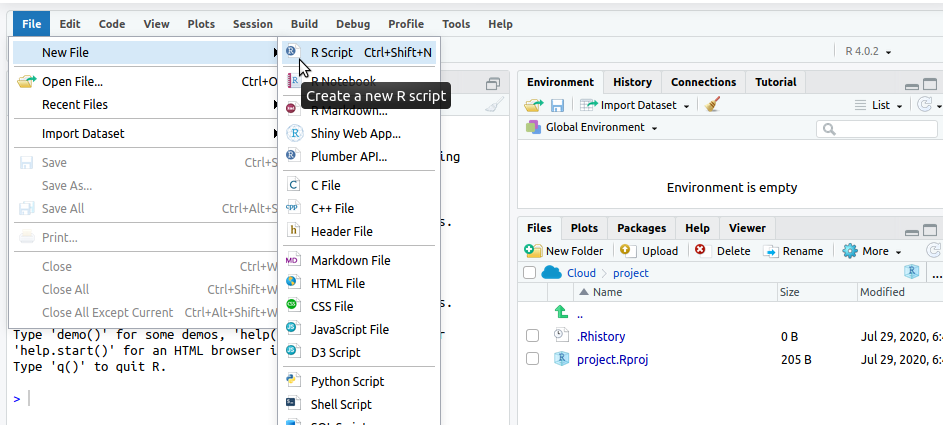 File Edit Code View Plots Session Build Debug Profile Tools Help
R 4.0.2
New File
Open File... Ctrl+O
Recent Files
Import Dataset
Save Ctrl+S
Save As...
Save All Ctrl+Alt+S
Print...
Close Ctrl+W
Close All Ctrl+Shift+W
Close All Except Current Ctrl+Alt+Shift+W
R Script Ctrl+Shift+N
R Notebook
Create a new R script
R Markdown...
Shiny Web App...
Plumber API...
C File
C++ File
Header File
Markdown File
HTML File
CSS File
JavaScript File
D3 Script
Python Script
Shell Script
Type 'demo()' for some demos, 'help(
'help.start()' for an HTML browser i
Type 'q()' to quit R.
>
Environment History Connections Tutorial
Import Dataset List
Global Environment
Environment is empty
Files Plots Packages Help Viewer
New Folder Upload Delete Rename More
Cloud project ...
Name Size Modified
..
.Rhistory 0 B Jul 29, 2020, 6:4
project.Rproj 205 B Jul 29, 2020, 6:4